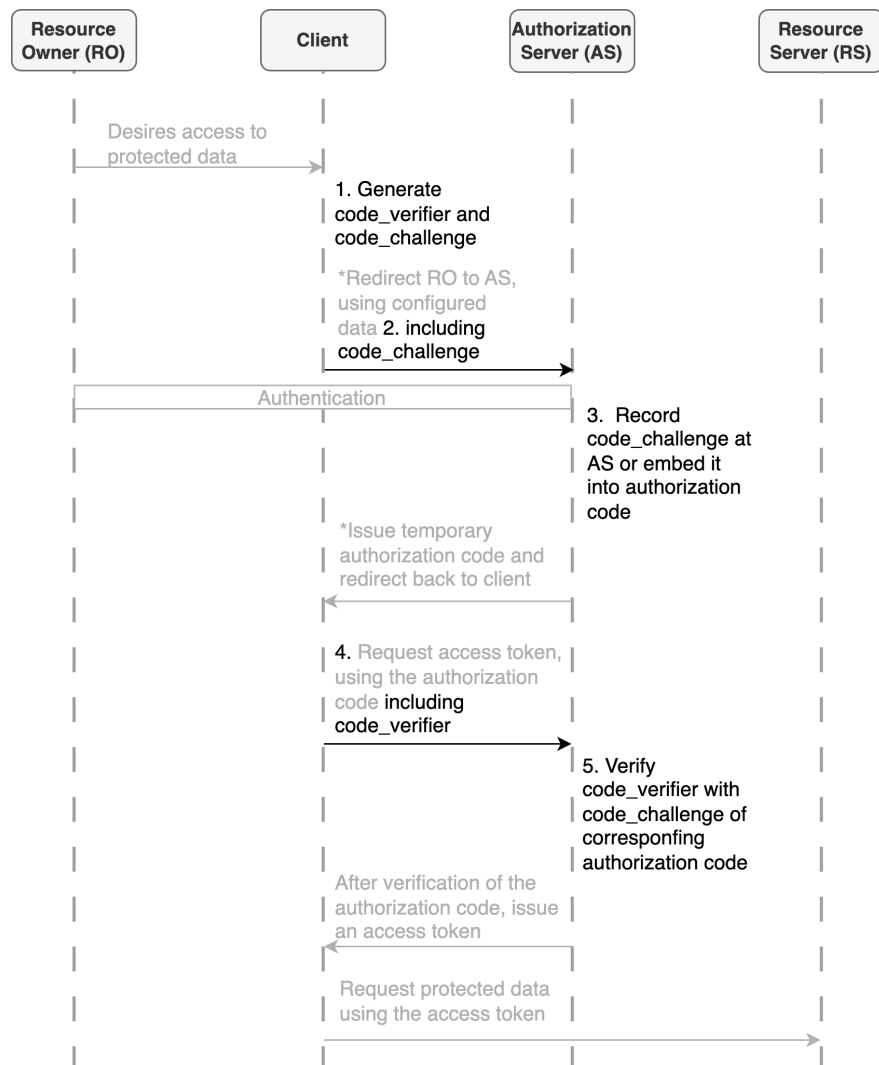 Resource
Owner (RO)
Client
Authorization
Server (AS)
Resource
Server (RS)
Desires access to
protected data
1. Generate
code_verifier and
code_challenge
*Redirect RO to AS,
using configured
data 2. including
code_challenge
Authentication
3.  Record
code_challenge at
AS or embed it
into authorization
code
*Issue temporary
authorization code and
redirect back to client
4. Request access token,
using the authorization
code including
code_verifier
5. Verify
code_verifier with
code_challenge of
corresponfing
authorization code
After verification of the
authorization code, issue
an access token
Request protected data
using the access token